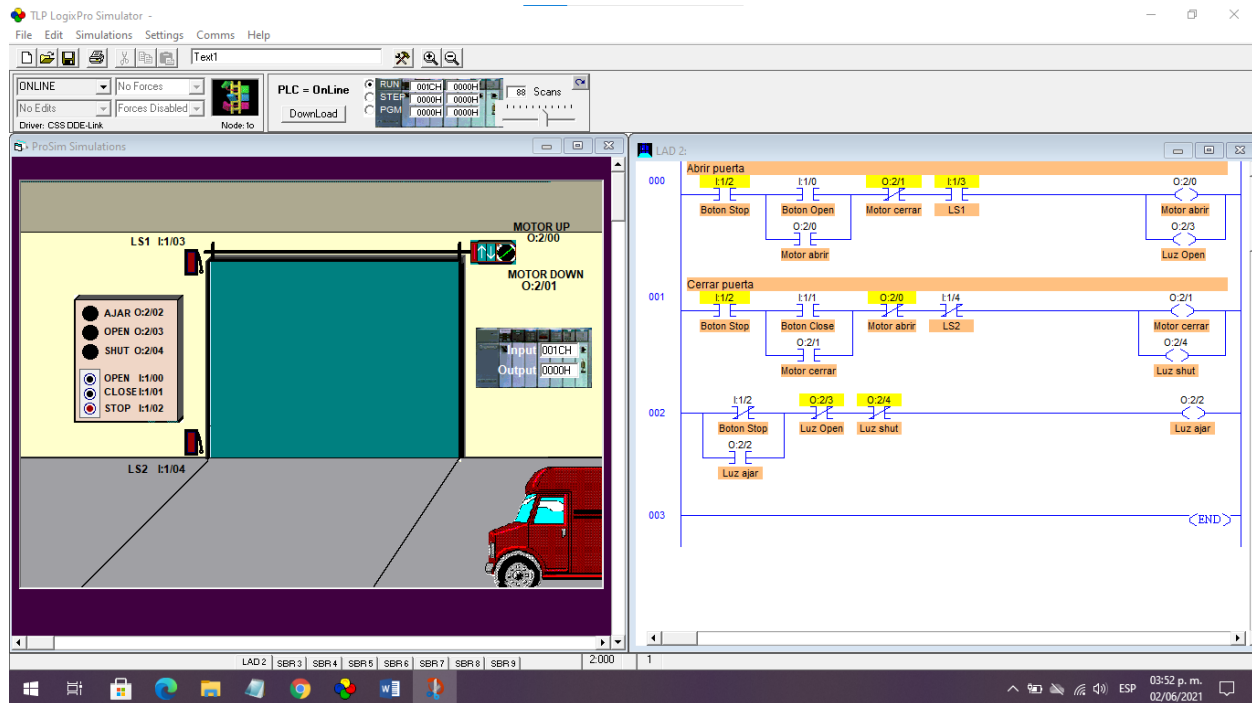 TLP LogixPro Simulator -
File Edit Simulations Settings Comms Help
Text1
ONLINE No Forces
No Edits Forces Disabled
Driver: CSS DDE-Link Node: 1o
PLC = OnLine
DownLoad
RUN 001CH 0000H
STEP 0000H 0000H
PGM 0000H 0000H
88 Scans
ProSim Simulations
LS1 I:1/03
MOTOR UP
O:2/00
MOTOR DOWN
O:2/01
AJAR O:2/02
OPEN O:2/03
SHUT O:2/04
OPEN I:1/00
CLOSE I:1/01
STOP I:1/02
Input 001CH
Output 0000H
LS2 I:1/04
LAD 2:
Abrir puerta
000
I:1/2 I:1/0 O:2/1 I:1/3 O:2/0
Boton Stop Boton Open Motor cerrar LS1 Motor abrir
O:2/0 O:2/3
Motor abrir Luz Open
Cerrar puerta
001
I:1/2 I:1/1 O:2/0 I:1/4 O:2/1
Boton Stop Boton Close Motor abrir LS2 Motor cerrar
O:2/1 O:2/4
Motor cerrar Luz shut
002
I:1/2 O:2/3 O:2/4 O:2/2
Boton Stop Luz Open Luz shut Luz ajar
O:2/2
Luz ajar
003
END
LAD 2 SBR 3 SBR 4 SBR 5 SBR 6 SBR 7 SBR 8 SBR 9 2:000 1
ESP
03:52 p. m.
02/06/2021